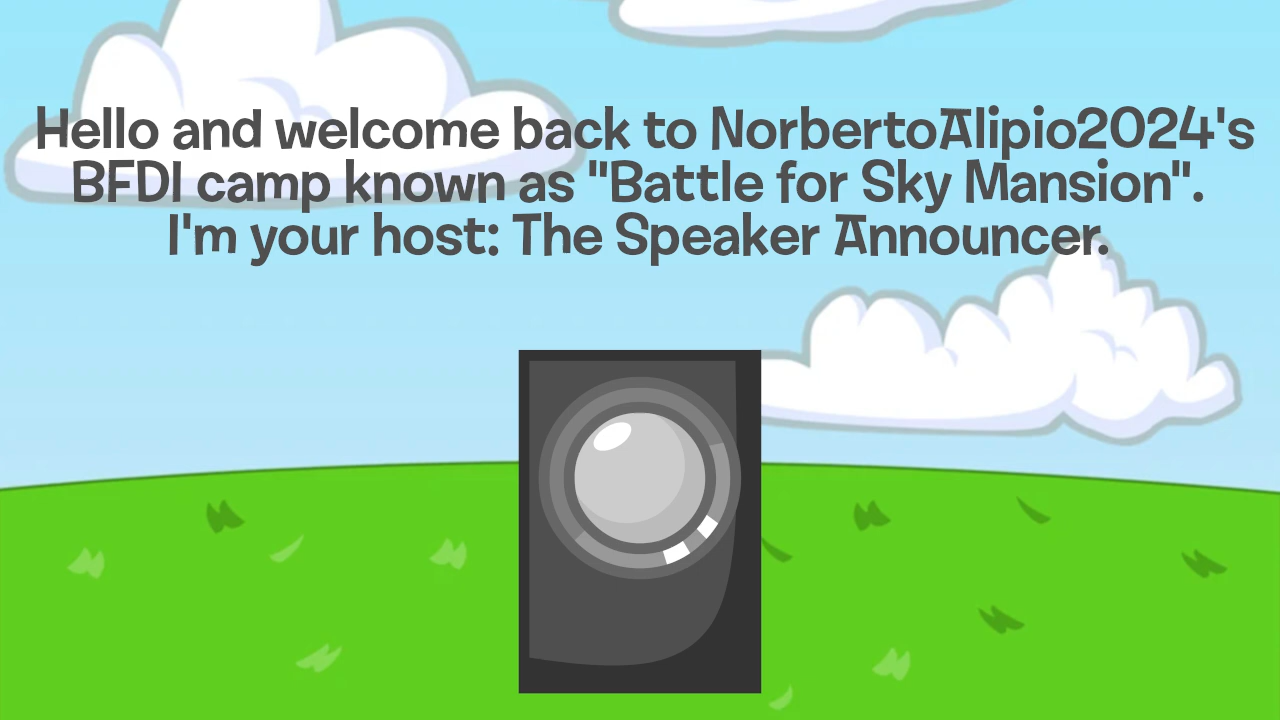 Hello and welcome back to NorbertoAlipio2024's
BFDI camp known as "Battle for Sky Mansion".
I'm your host: The Speaker Announcer.